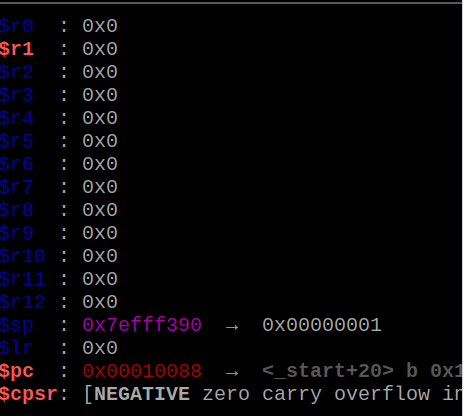 $r0 : 0x0
$r1 : 0x0
$r2 : 0x0
$r3 : 0x0
$r4 : 0x0
$r5 : 0x0
$r6 : 0x0
$r7 : 0x0
$r8 : 0x0
$r9 : 0x0
$r10 : 0x0
$r11 : 0x0
$r12 : 0x0
$sp : 0x7efff390 → 0x00000001
$lr : 0x0
$pc : 0x00010088 → <_start+20> b 0x1
$cpsr: [NEGATIVE zero carry overflow in